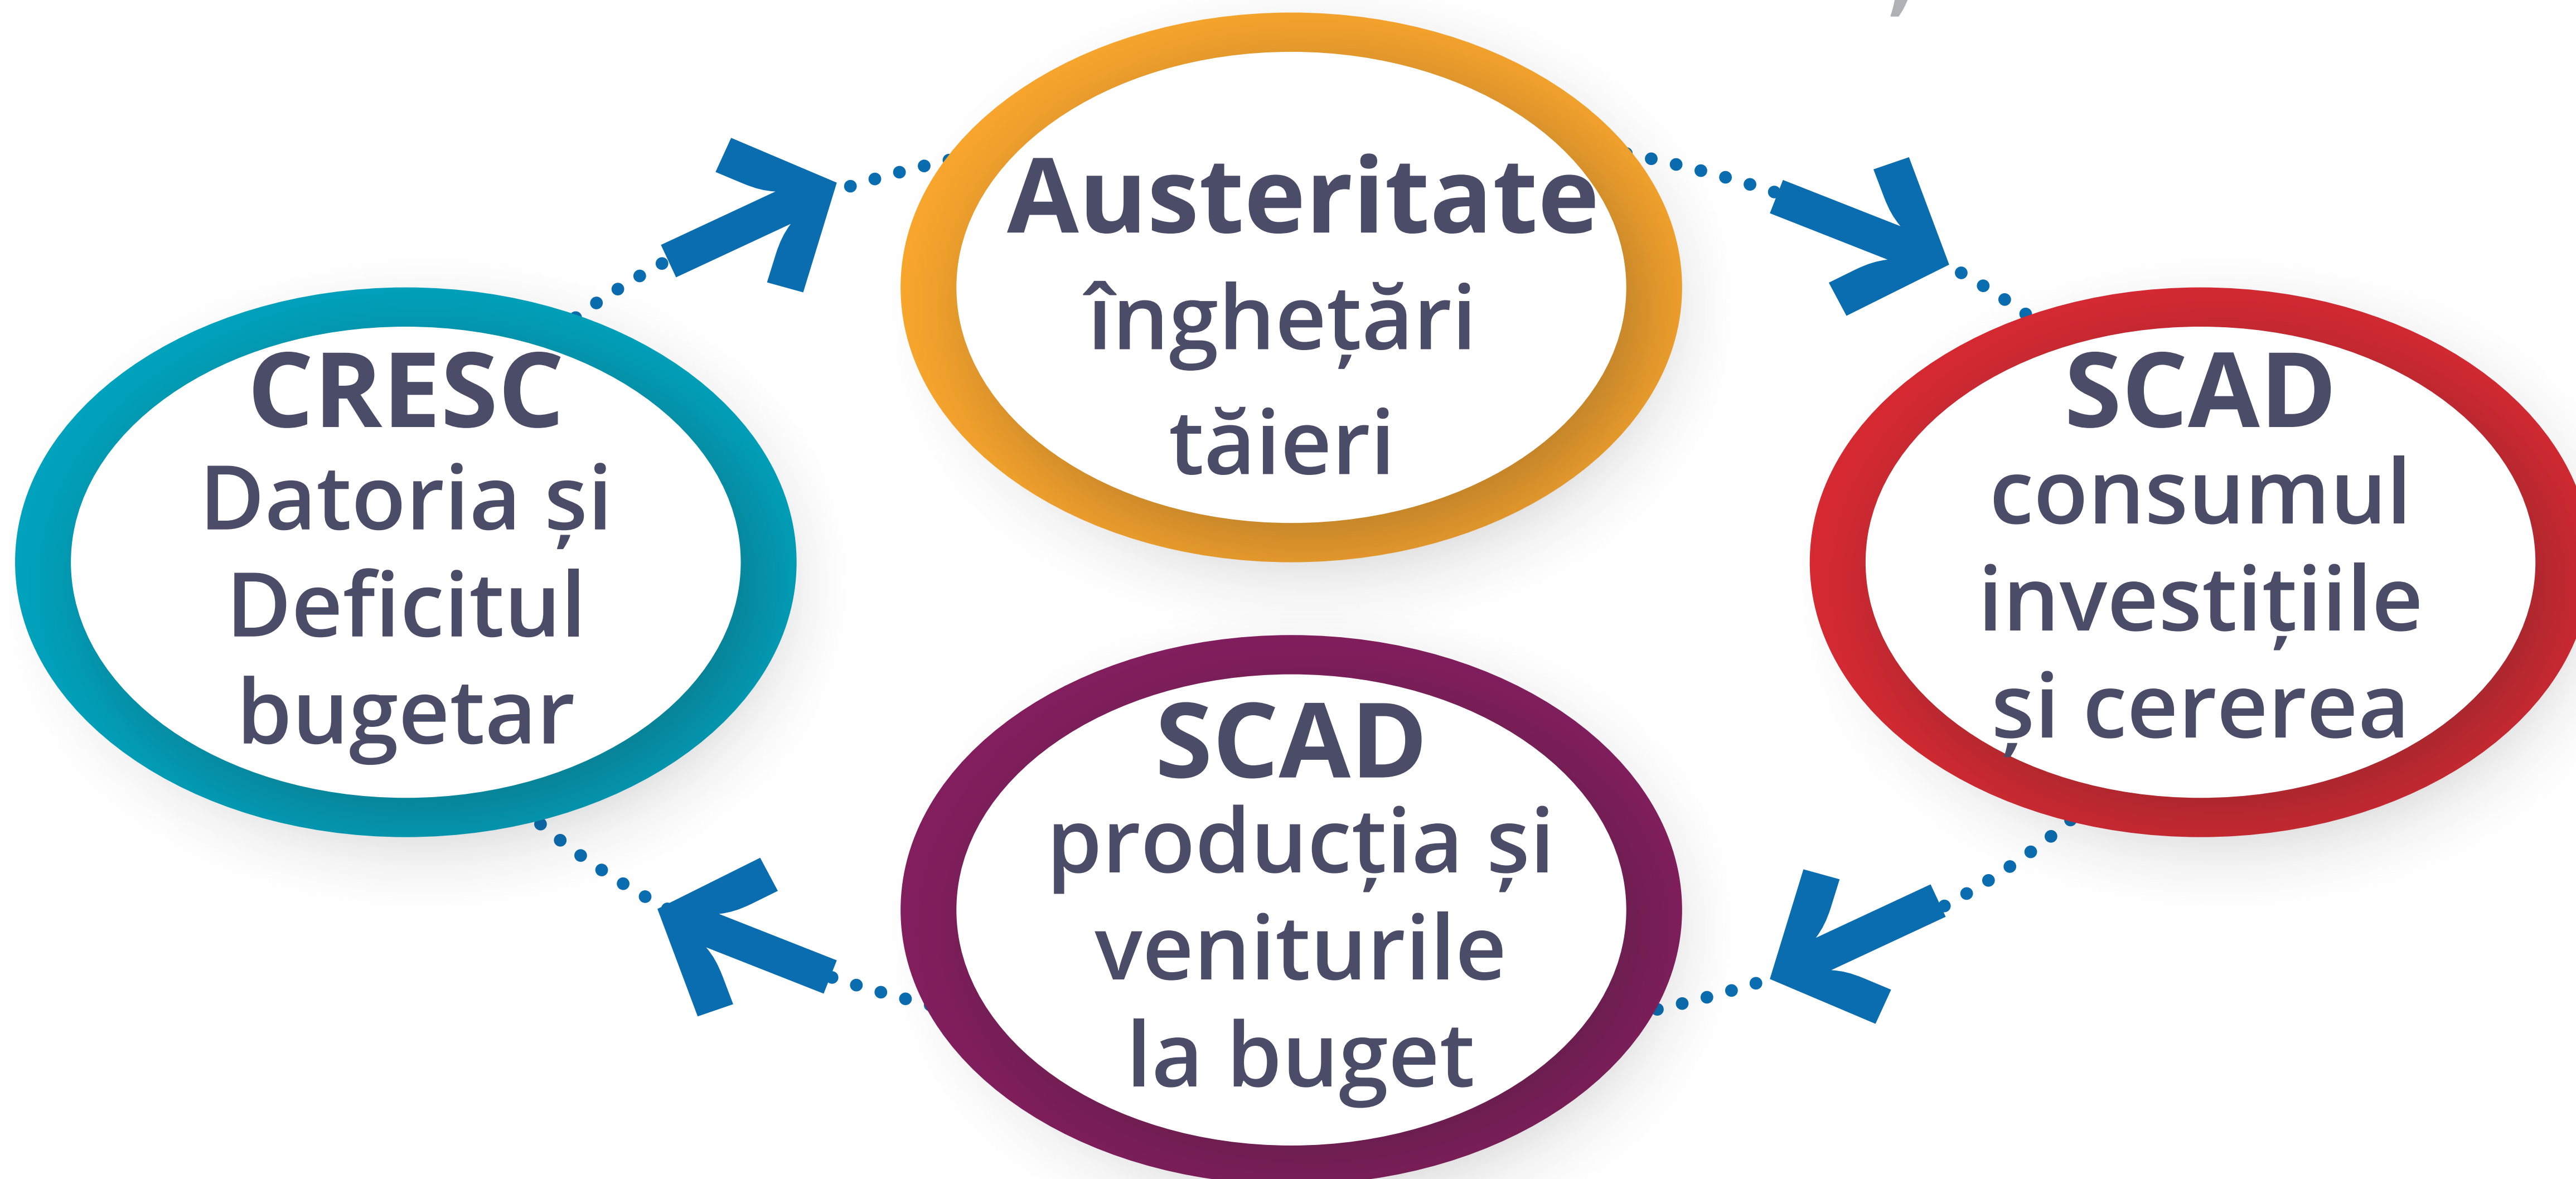 Austeritate
înghețări
tăieri
CRESC
Datoria și
Deficitul
bugetar
SCAD
consumul
investițiile
și cererea
SCAD
producția și
veniturile
la buget